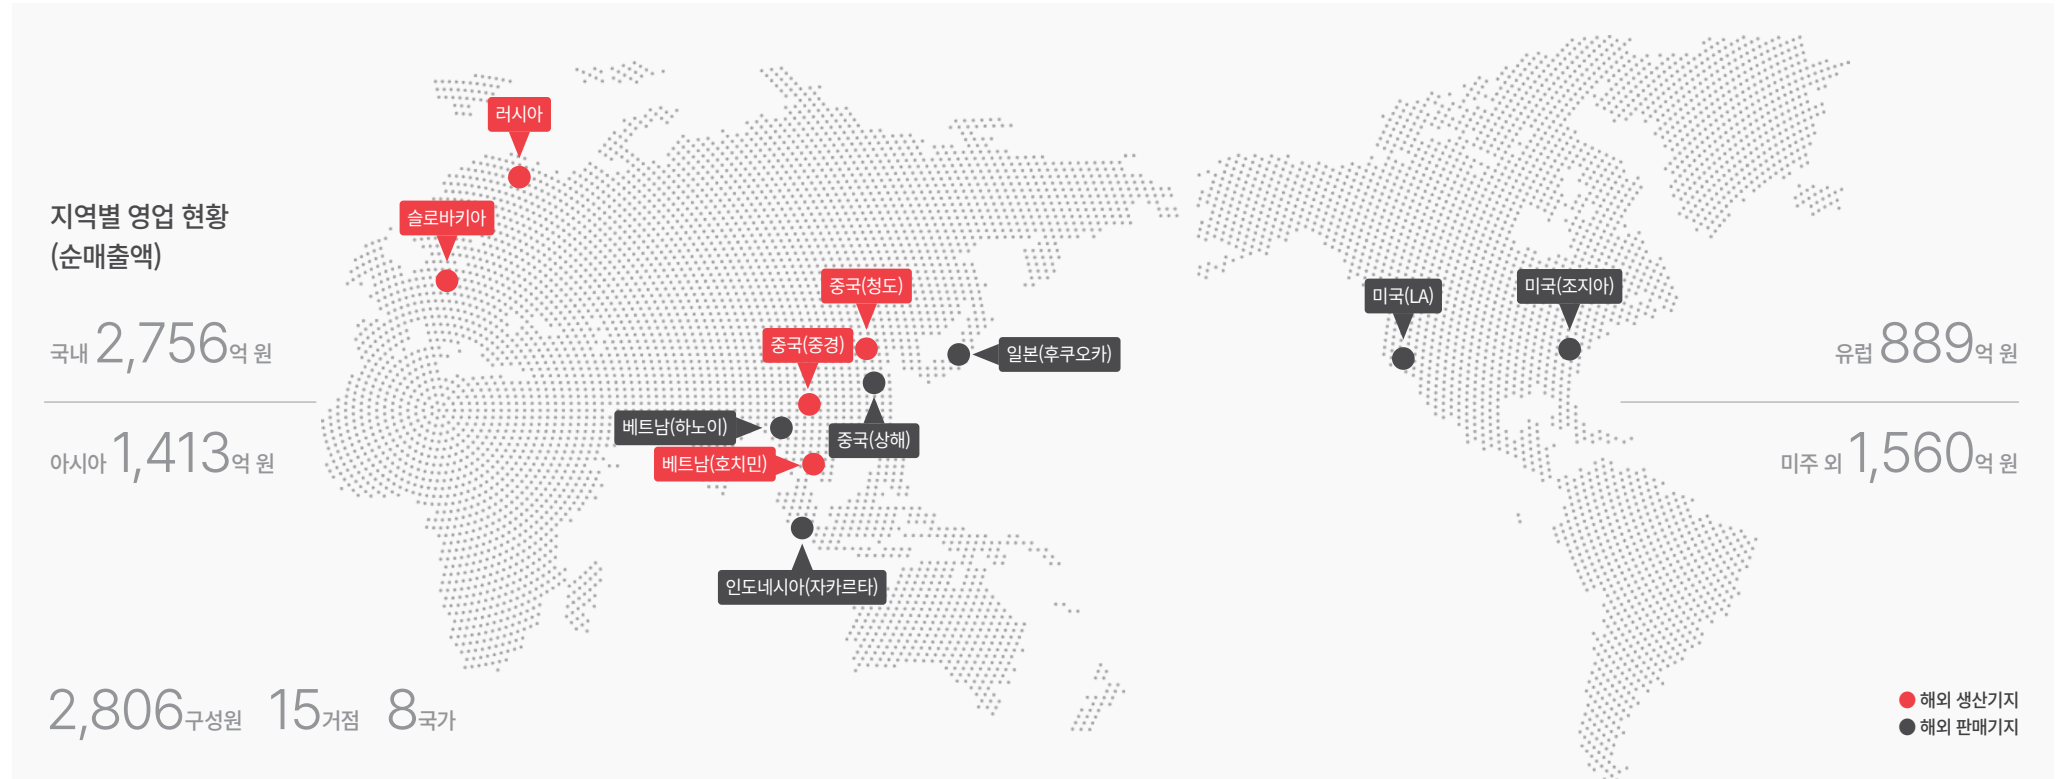 러시아
슬로바키아
지역별 영업 현황
(순매출액)
국내 2,756억 원
아시아 1,413억 원
중국(청도)
중국(중경)
일본(후쿠오카)
베트남(하노이)
중국(상해)
베트남(호치민)
인도네시아(자카르타)
미국(LA)
미국(조지아)
유럽 889억 원
미주 외 1,560억 원
2,806구성원 15거점 8국가
해외 생산기지
해외 판매기지